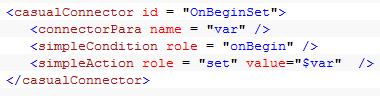 <casualConnector id = "OnBeginSet">
<connectorPara name = "var" />
<simpleCondition role = "onBegin" />
<simpleAction role = "set" value="$var" />
</casualConnector>